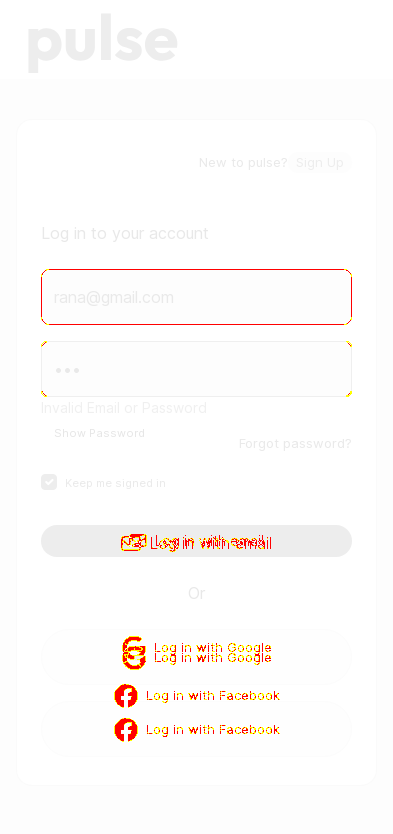 pulse
New to pulse? Sign Up
Log in to your account
rana@gmail.com
•••
Invalid Email or Password
Show Password
Forgot password?
Keep me signed in
Log in with email
Log in with email
Or
Log in with Google
Log in with Google
Log in with Facebook
Log in with Facebook